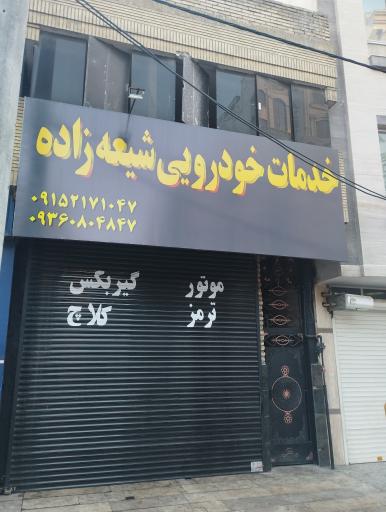 خدمات خودرویی شیعه زاده
۰۹۱۵۲۱۷۱۰۴۷
۰۹۳۶۰۸۰۴۸۴۷
موتور گیربکس
ترمز کلاچ